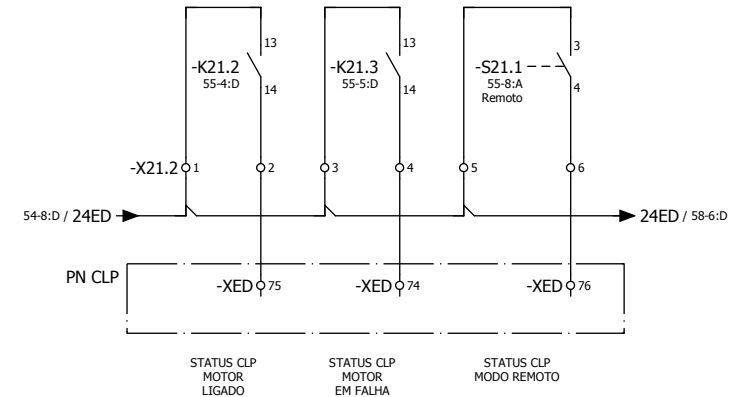 13
-K21.2
55-4:D
14
13
-K21.3
55-5:D
14
3
-S21.1
55-8:A
4
Remoto
-X21.2 1 2 3 4 5 6
54-8:D / 24ED
24ED / 58-6:D
PN CLP
-XED 75
-XED 74
-XED 76
STATUS CLP
MOTOR
LIGADO
STATUS CLP
MOTOR
EM FALHA
STATUS CLP
MODO REMOTO